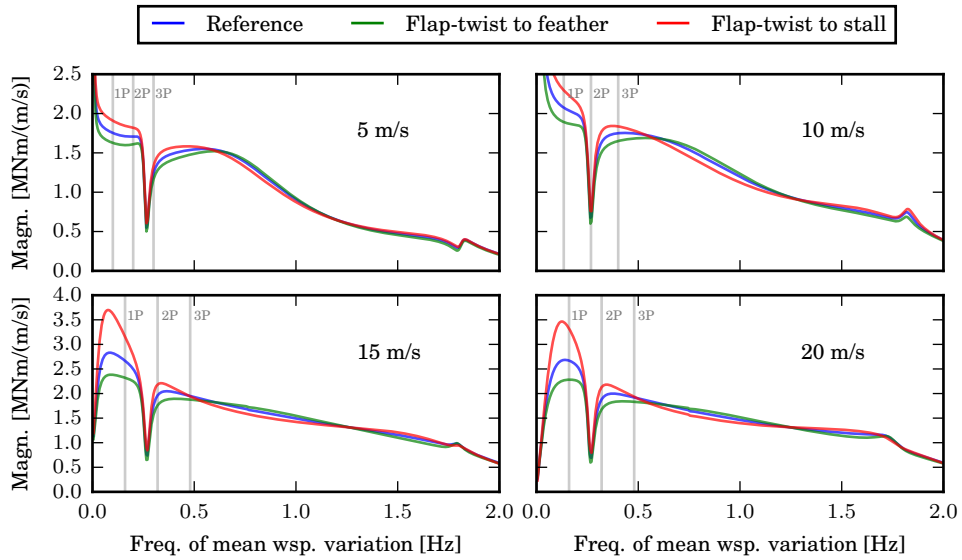 Reference Flap-twist to feather Flap-twist to stall
2.5
2.0
1.5
1.0
0.5
0.0
Magn. [MNm/(m/s)]
1P 2P 3P
5 m/s
1P 2P 3P
10 m/s
4.0
3.5
3.0
2.5
2.0
1.5
1.0
0.5
0.0
Magn. [MNm/(m/s)]
1P 2P 3P
15 m/s
1P 2P 3P
20 m/s
0.0 0.5 1.0 1.5 2.0
0.0 0.5 1.0 1.5 2.0
Freq. of mean wsp. variation [Hz]
Freq. of mean wsp. variation [Hz]